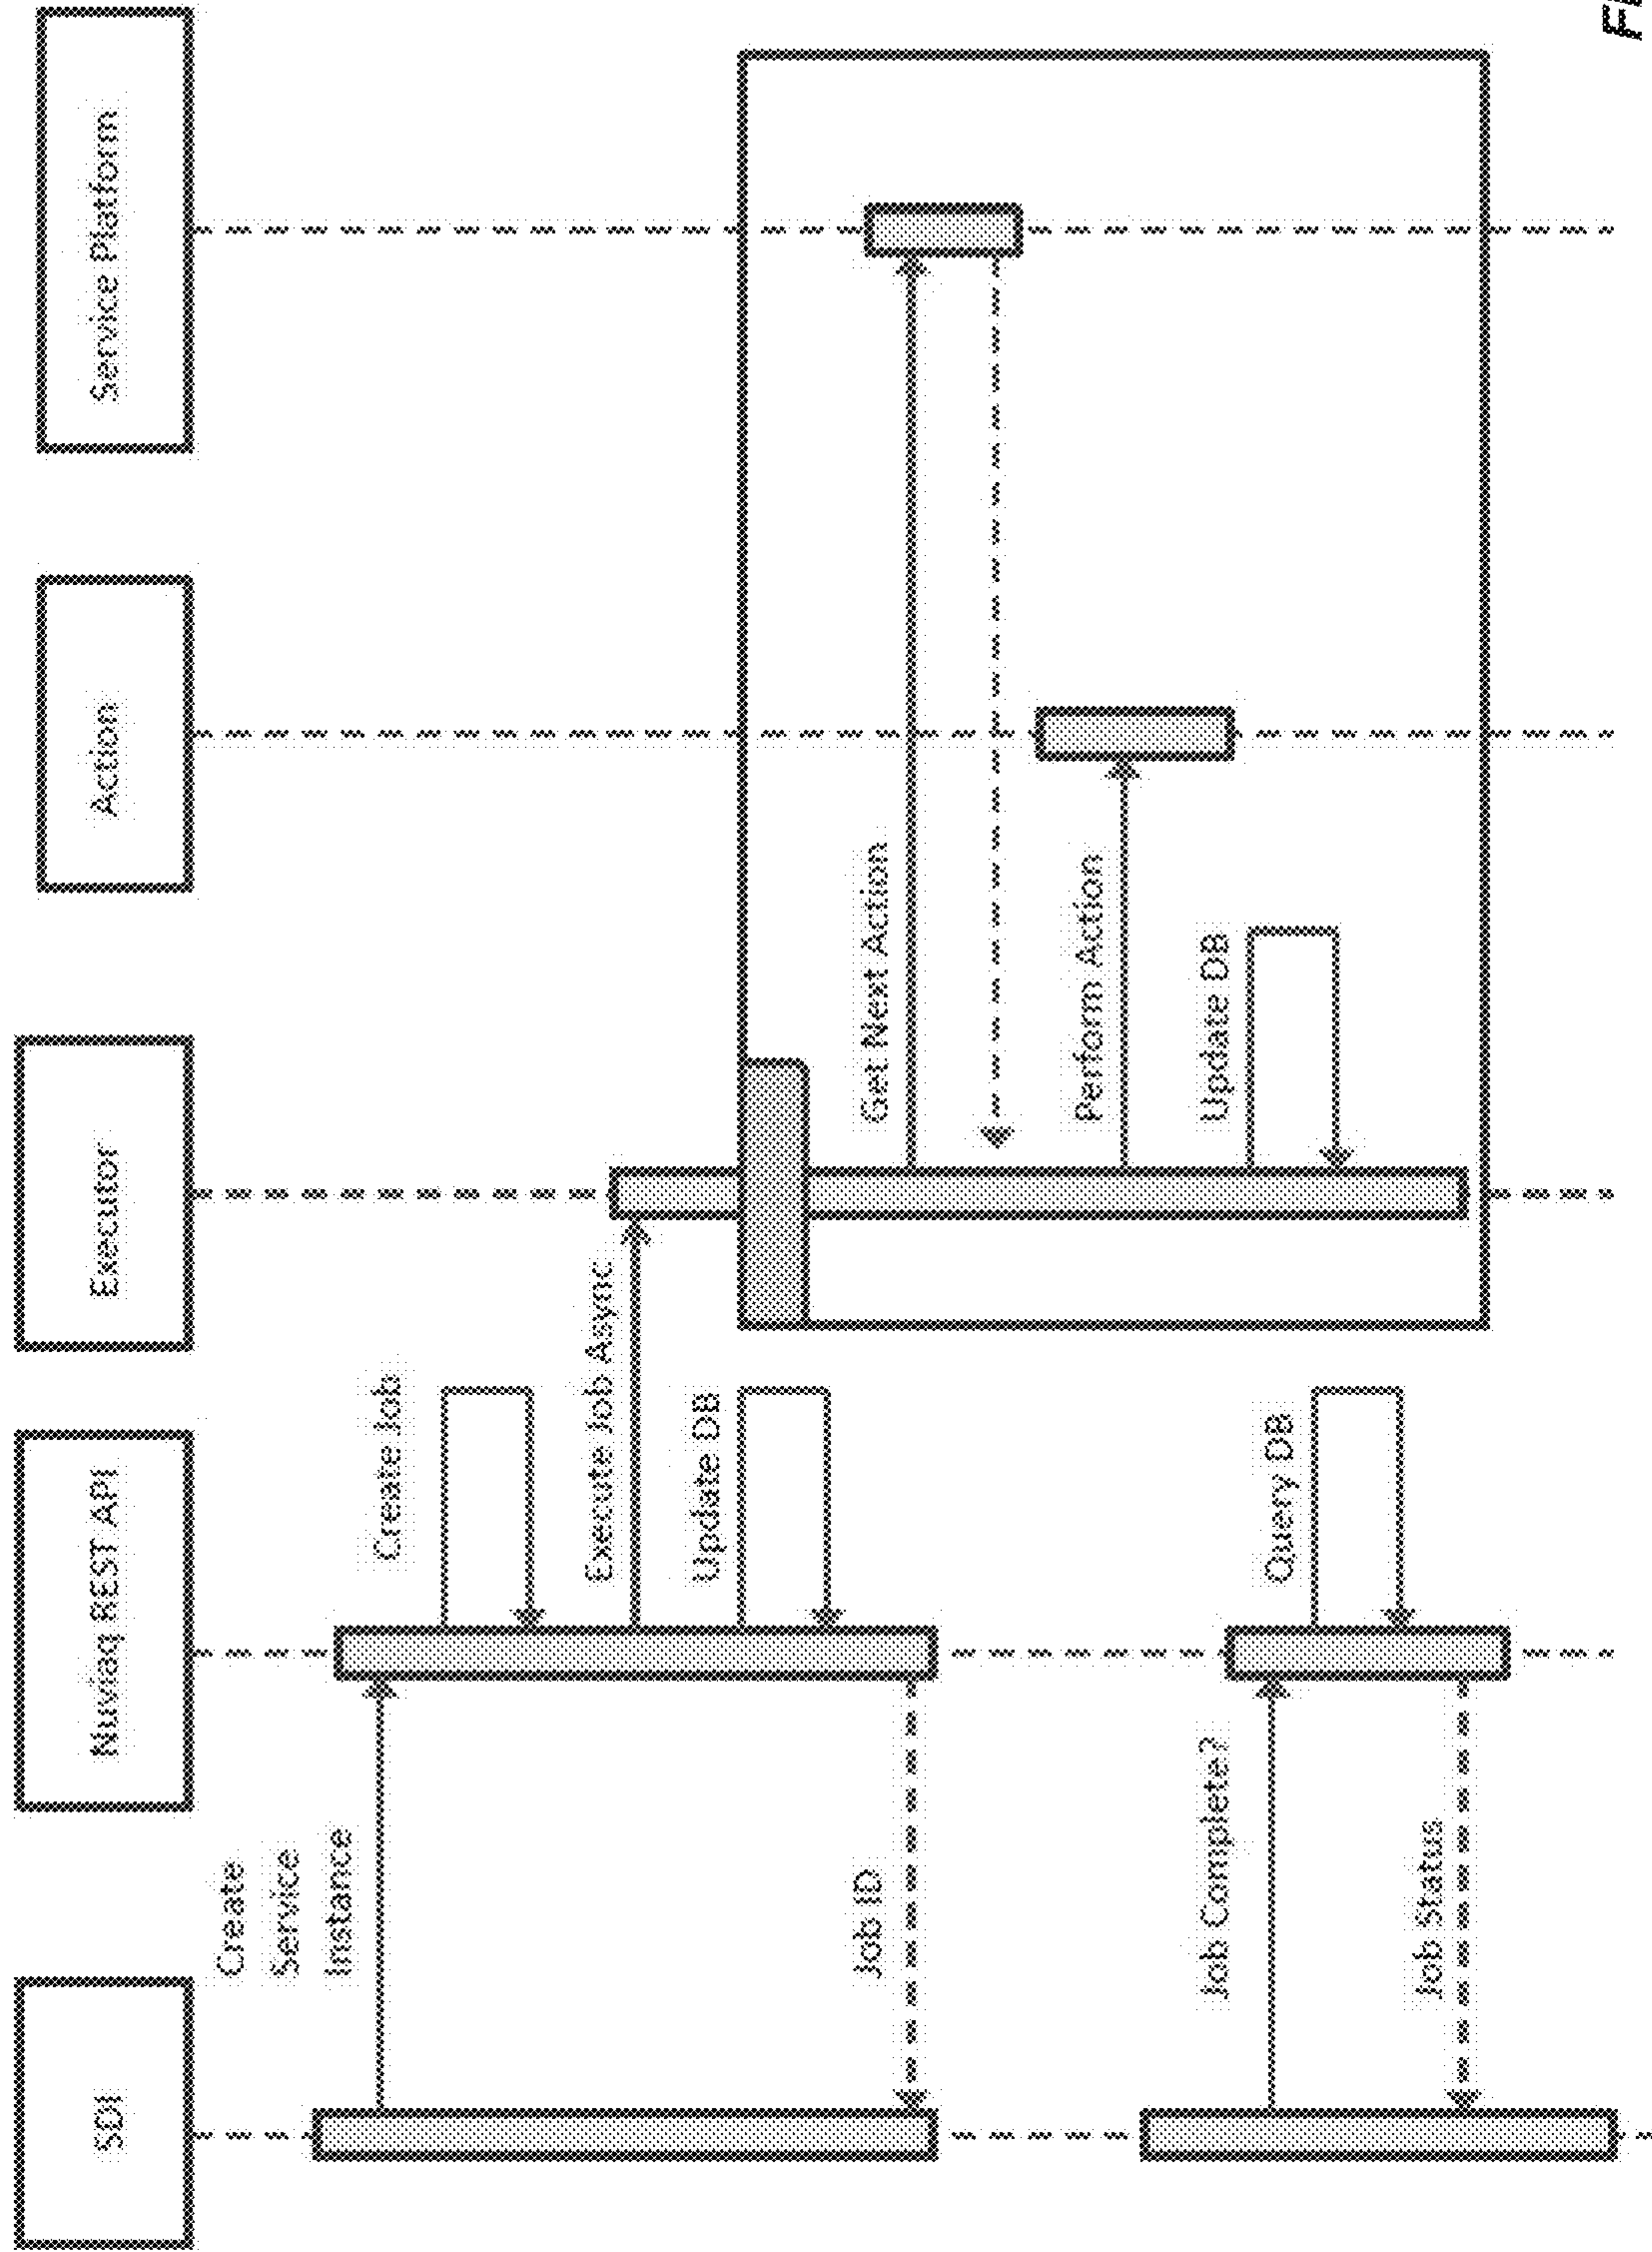 SDI
Nuviaq REST API
Executor
Action
Service Platform
Create
Service
Instance
Create Job
Execute Job Async
Update DB
Job ID
Get Next Action
Perform Action
Job Complete?
Update DB
Query DB
Job Status